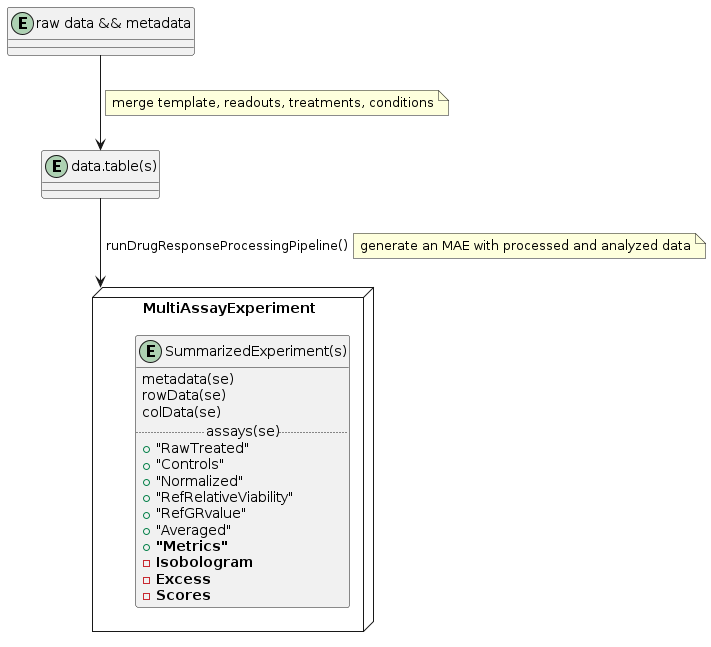 E raw data && metadata
merge template, readouts, treatments, conditions
E data.table(s)
runDrugResponseProcessingPipeline() generate an MAE with processed and analyzed data
MultiAssayExperiment
E SummarizedExperiment(s)
metadata(se)
rowData(se)
colData(se)
assays(se)
"RawTreated"
"Controls"
"Normalized"
"RefRelativeViability"
"RefGRvalue"
"Averaged"
"Metrics"
Isobologram
Excess
Scores